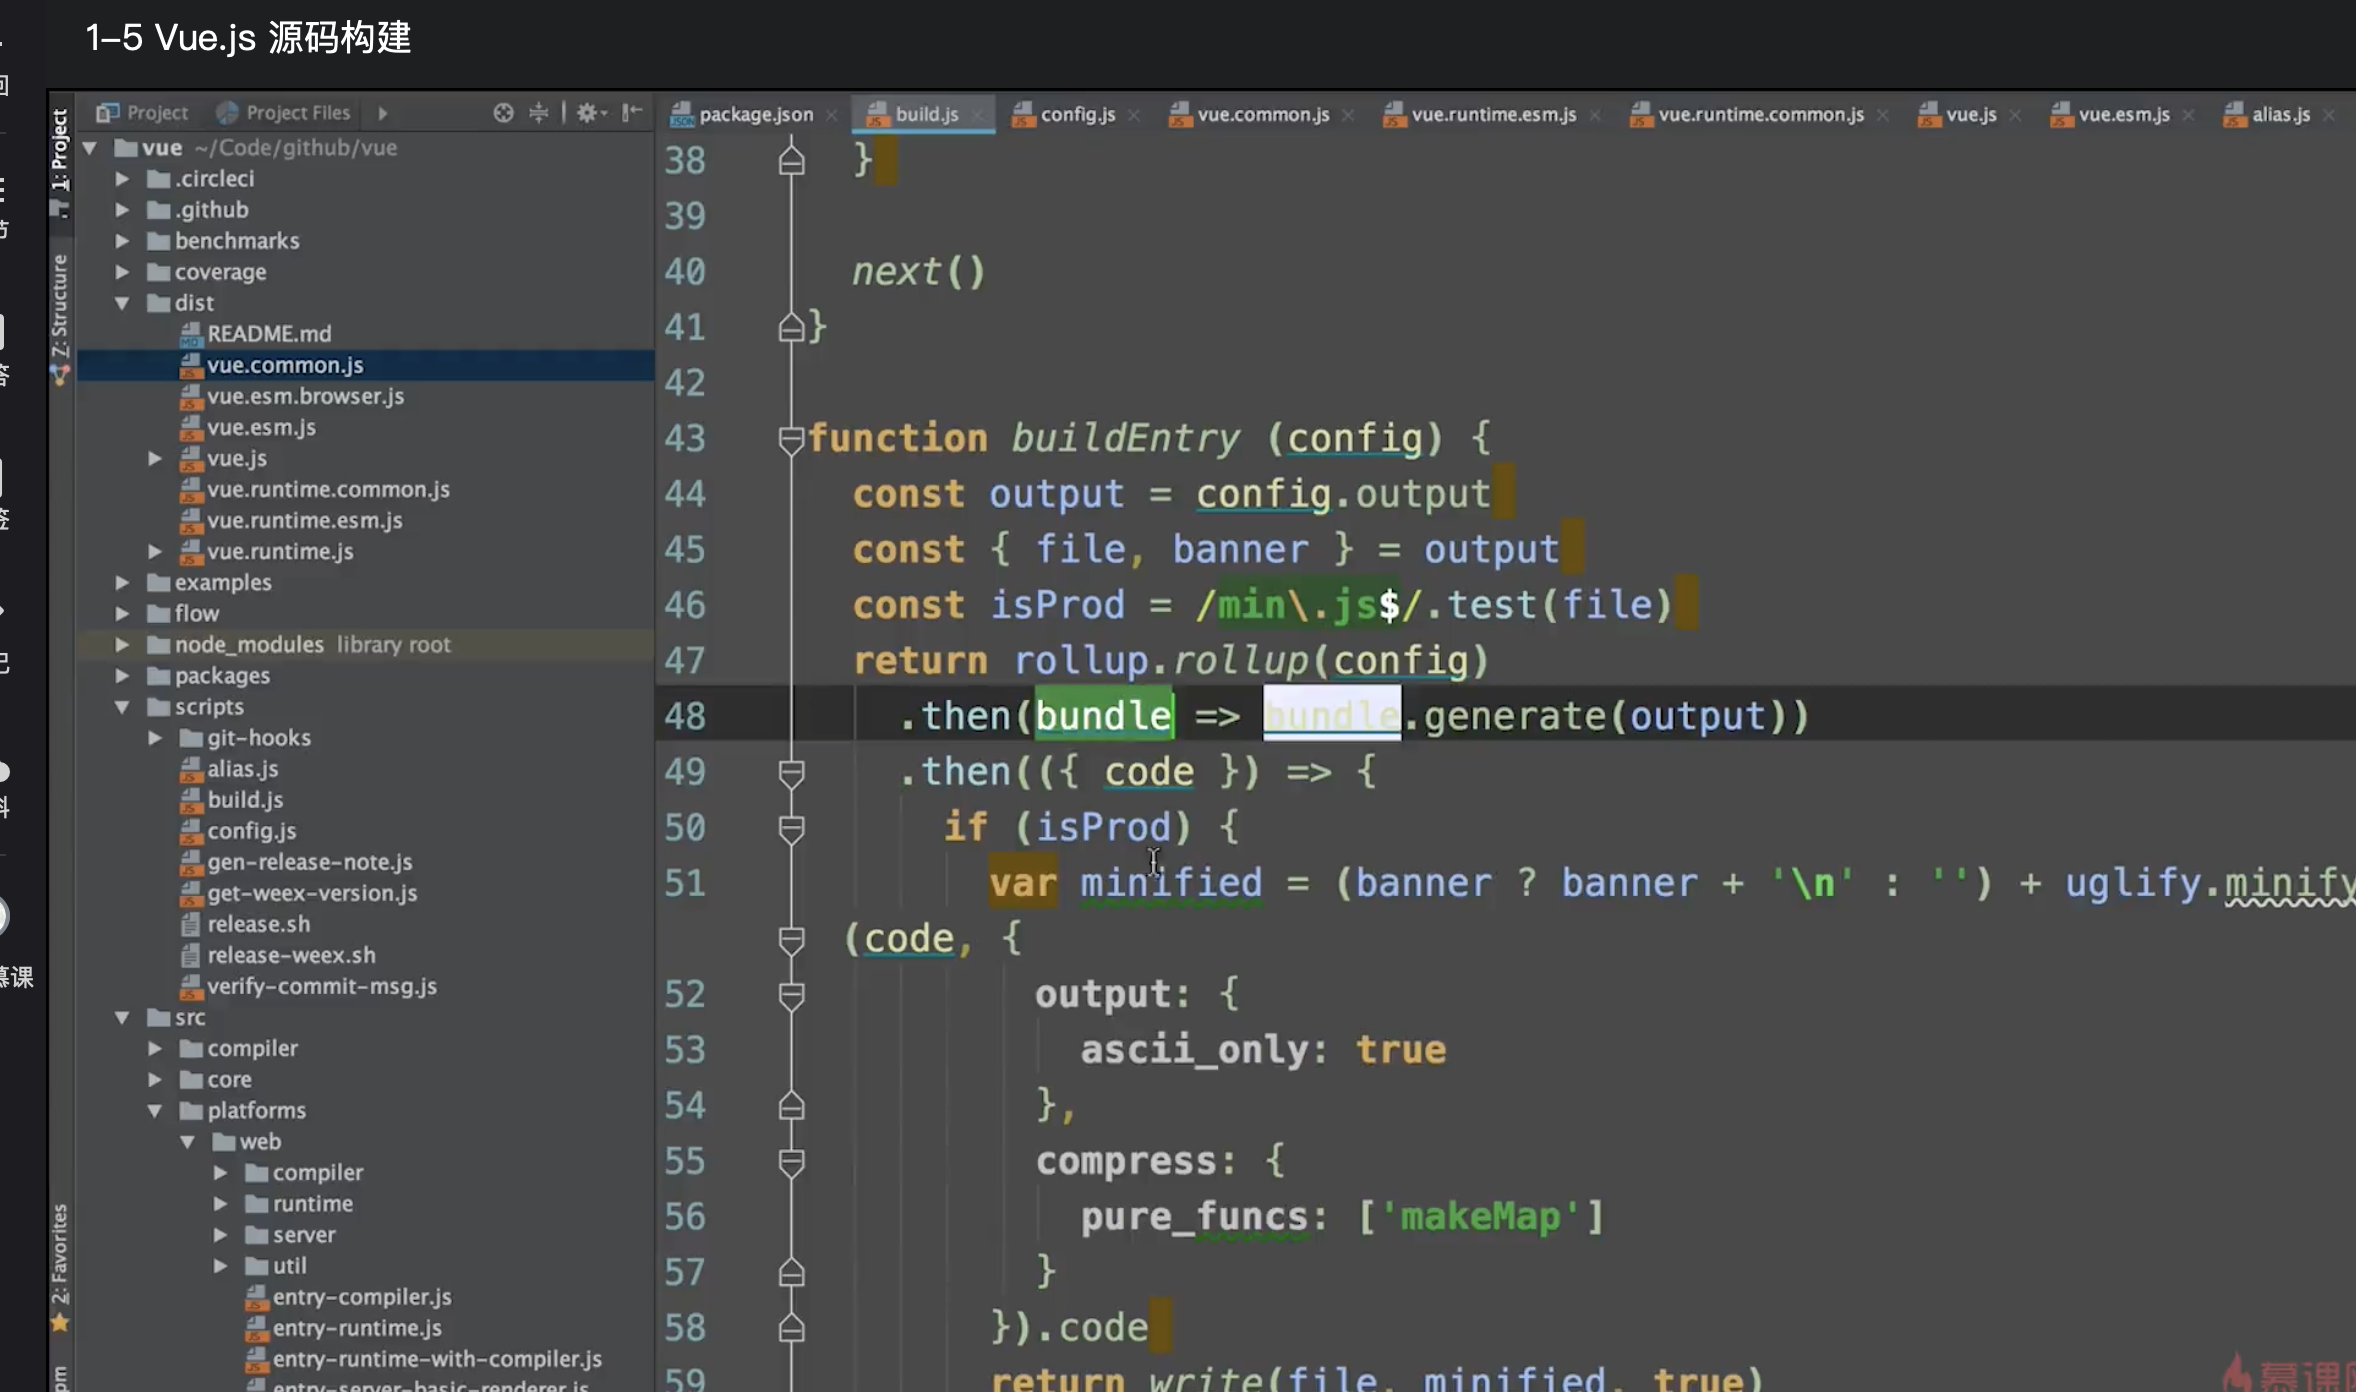 1–5 Vue.js 源码构建
Project
Project Files
package.json
build.js
config.js
vue.common.js
vue.runtime.esm.js
vue.runtime.common.js
vue.js
vue.esm.js
alias.js
1: Project
Z: Structure
2: Favorites
慕课
vue ~/Code/github/vue
.circleci
.github
benchmarks
coverage
dist
README.md
vue.common.js
vue.esm.browser.js
vue.esm.js
vue.js
vue.runtime.common.js
vue.runtime.esm.js
vue.runtime.js
examples
flow
node_modules library root
packages
scripts
git-hooks
alias.js
build.js
config.js
gen-release-note.js
get-weex-version.js
release.sh
release-weex.sh
verify-commit-msg.js
src
compiler
core
platforms
web
compiler
runtime
server
util
entry-compiler.js
entry-runtime.js
entry-runtime-with-compiler.js
entry-server-basic-renderer.js
38 }
39
40 next()
41 }
42
43 function buildEntry (config) {
44 const output = config.output
45 const { file, banner } = output
46 const isProd = /min\.js$/.test(file)
47 return rollup.rollup(config)
48 .then(bundle => bundle.generate(output))
49 .then(({ code }) => {
50 if (isProd) {
51 var minified = (banner ? banner + '\n' : '') + uglify.minify
(code, {
52 output: {
53 ascii_only: true
54 },
55 compress: {
56 pure_funcs: ['makeMap']
57 }
58 }).code
59 return write(file, minified, true)
慕课